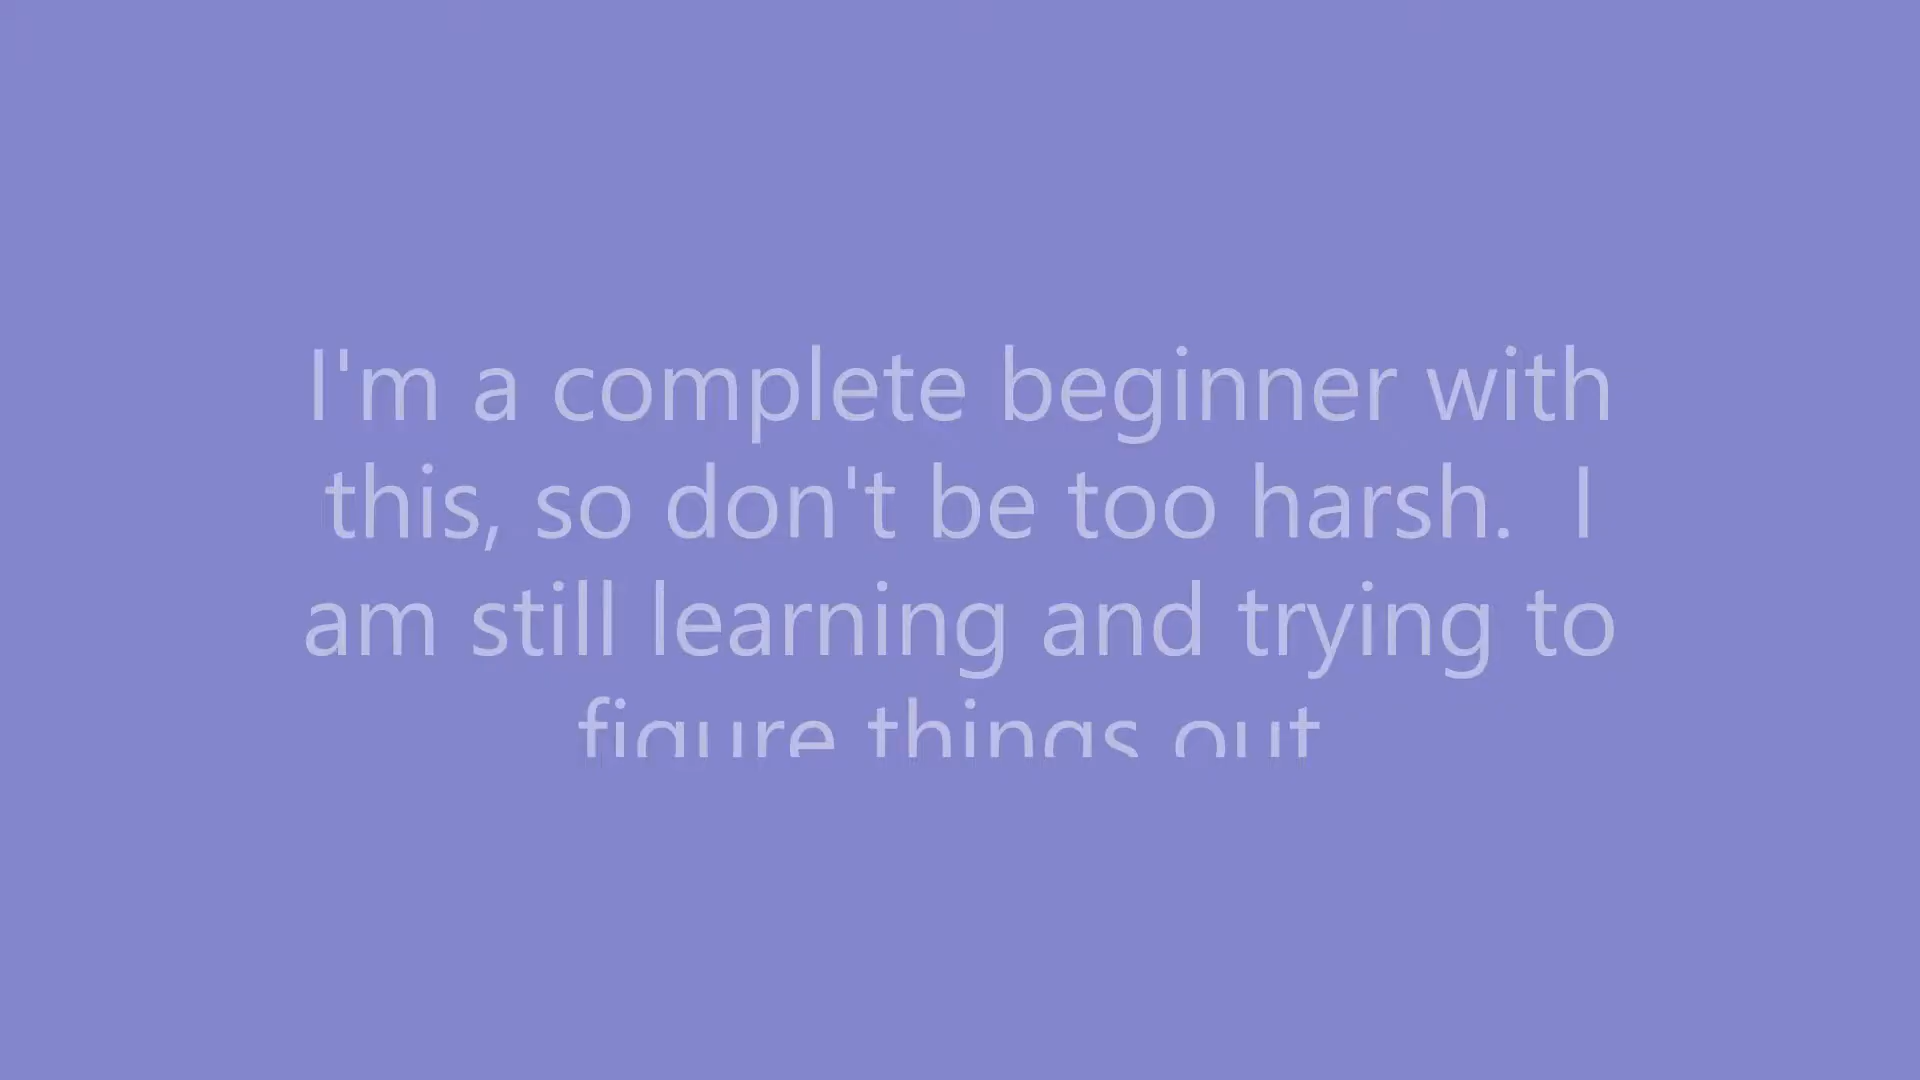 I'm a complete beginner with
this, so don't be too harsh.  I
am still learning and trying to
figure things out